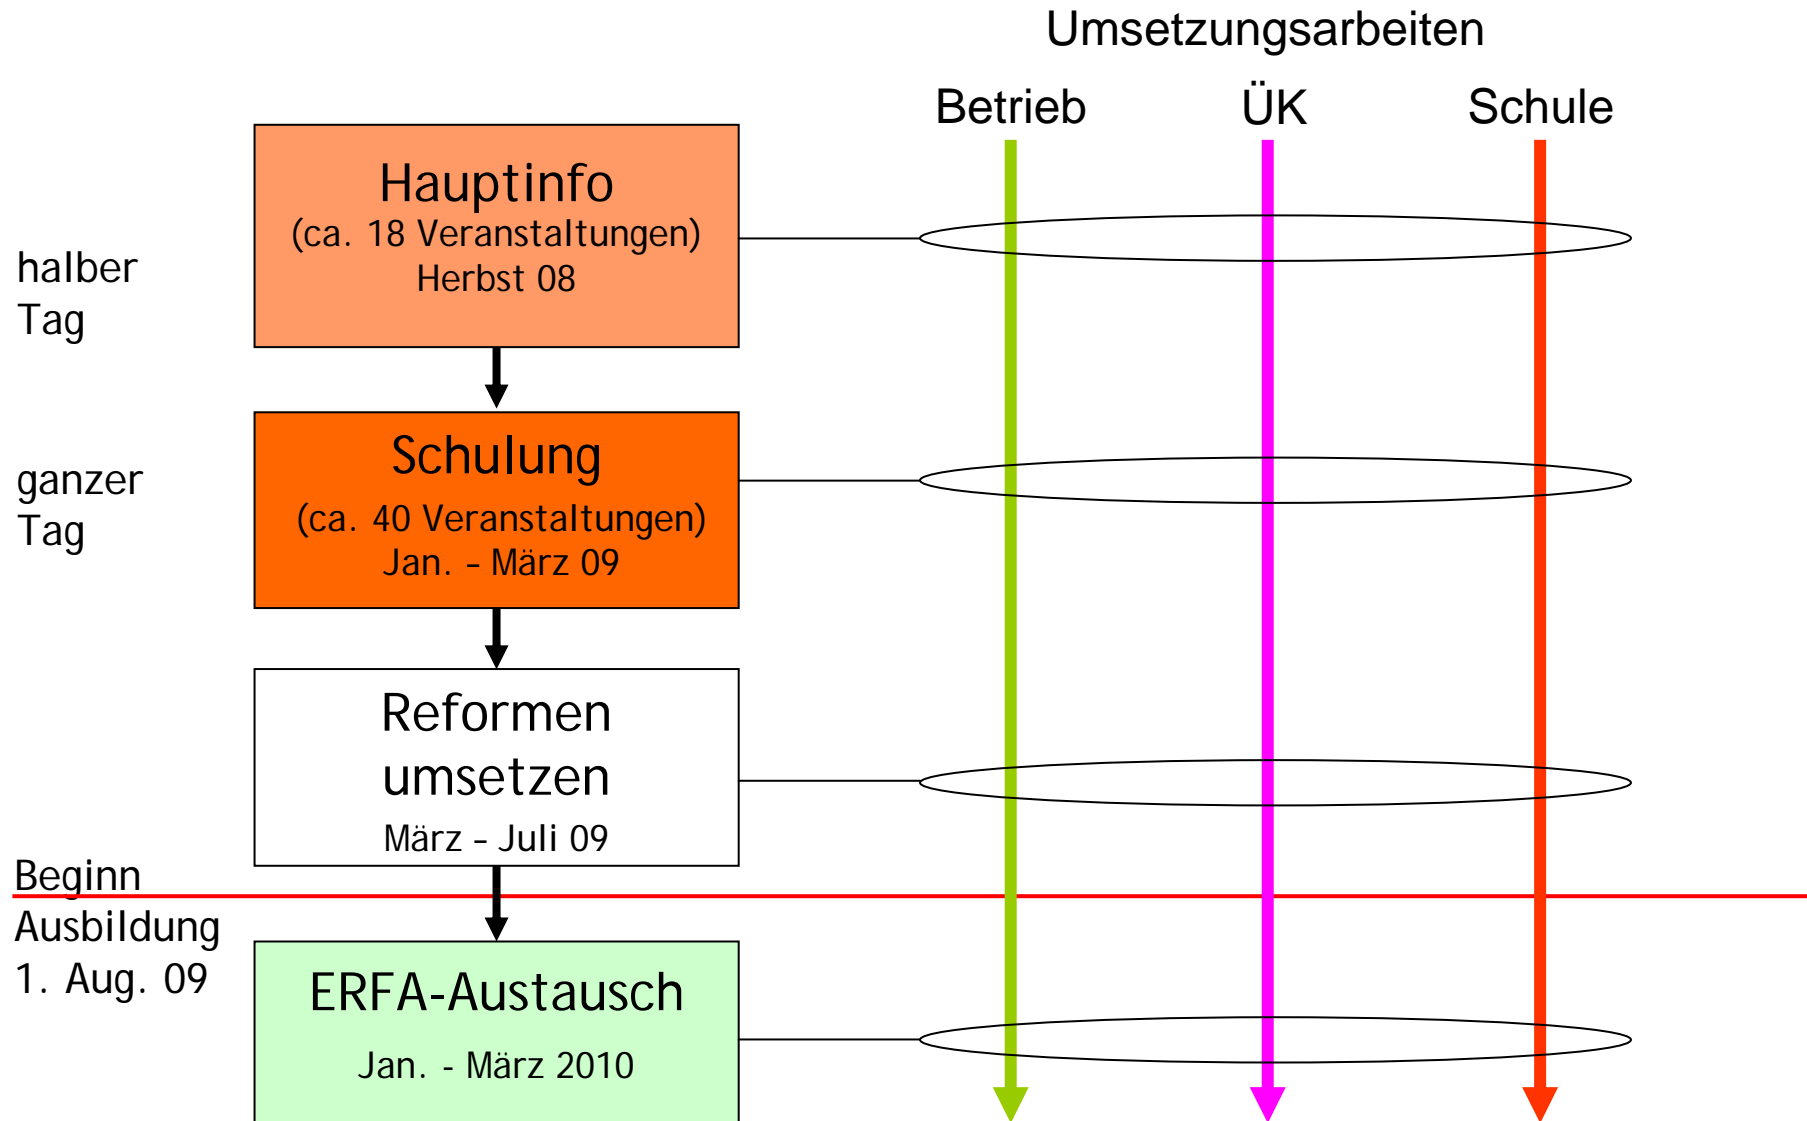 Umsetzungsarbeiten
Betrieb ÜK Schule
Hauptinfo
(ca. 18 Veranstaltungen)
Herbst 08
halber
Tag
Schulung
(ca. 40 Veranstaltungen)
Jan. – März 09
ganzer
Tag
Reformen
umsetzen
März – Juli 09
Beginn
Ausbildung
1. Aug. 09
ERFA-Austausch
Jan. - März 2010